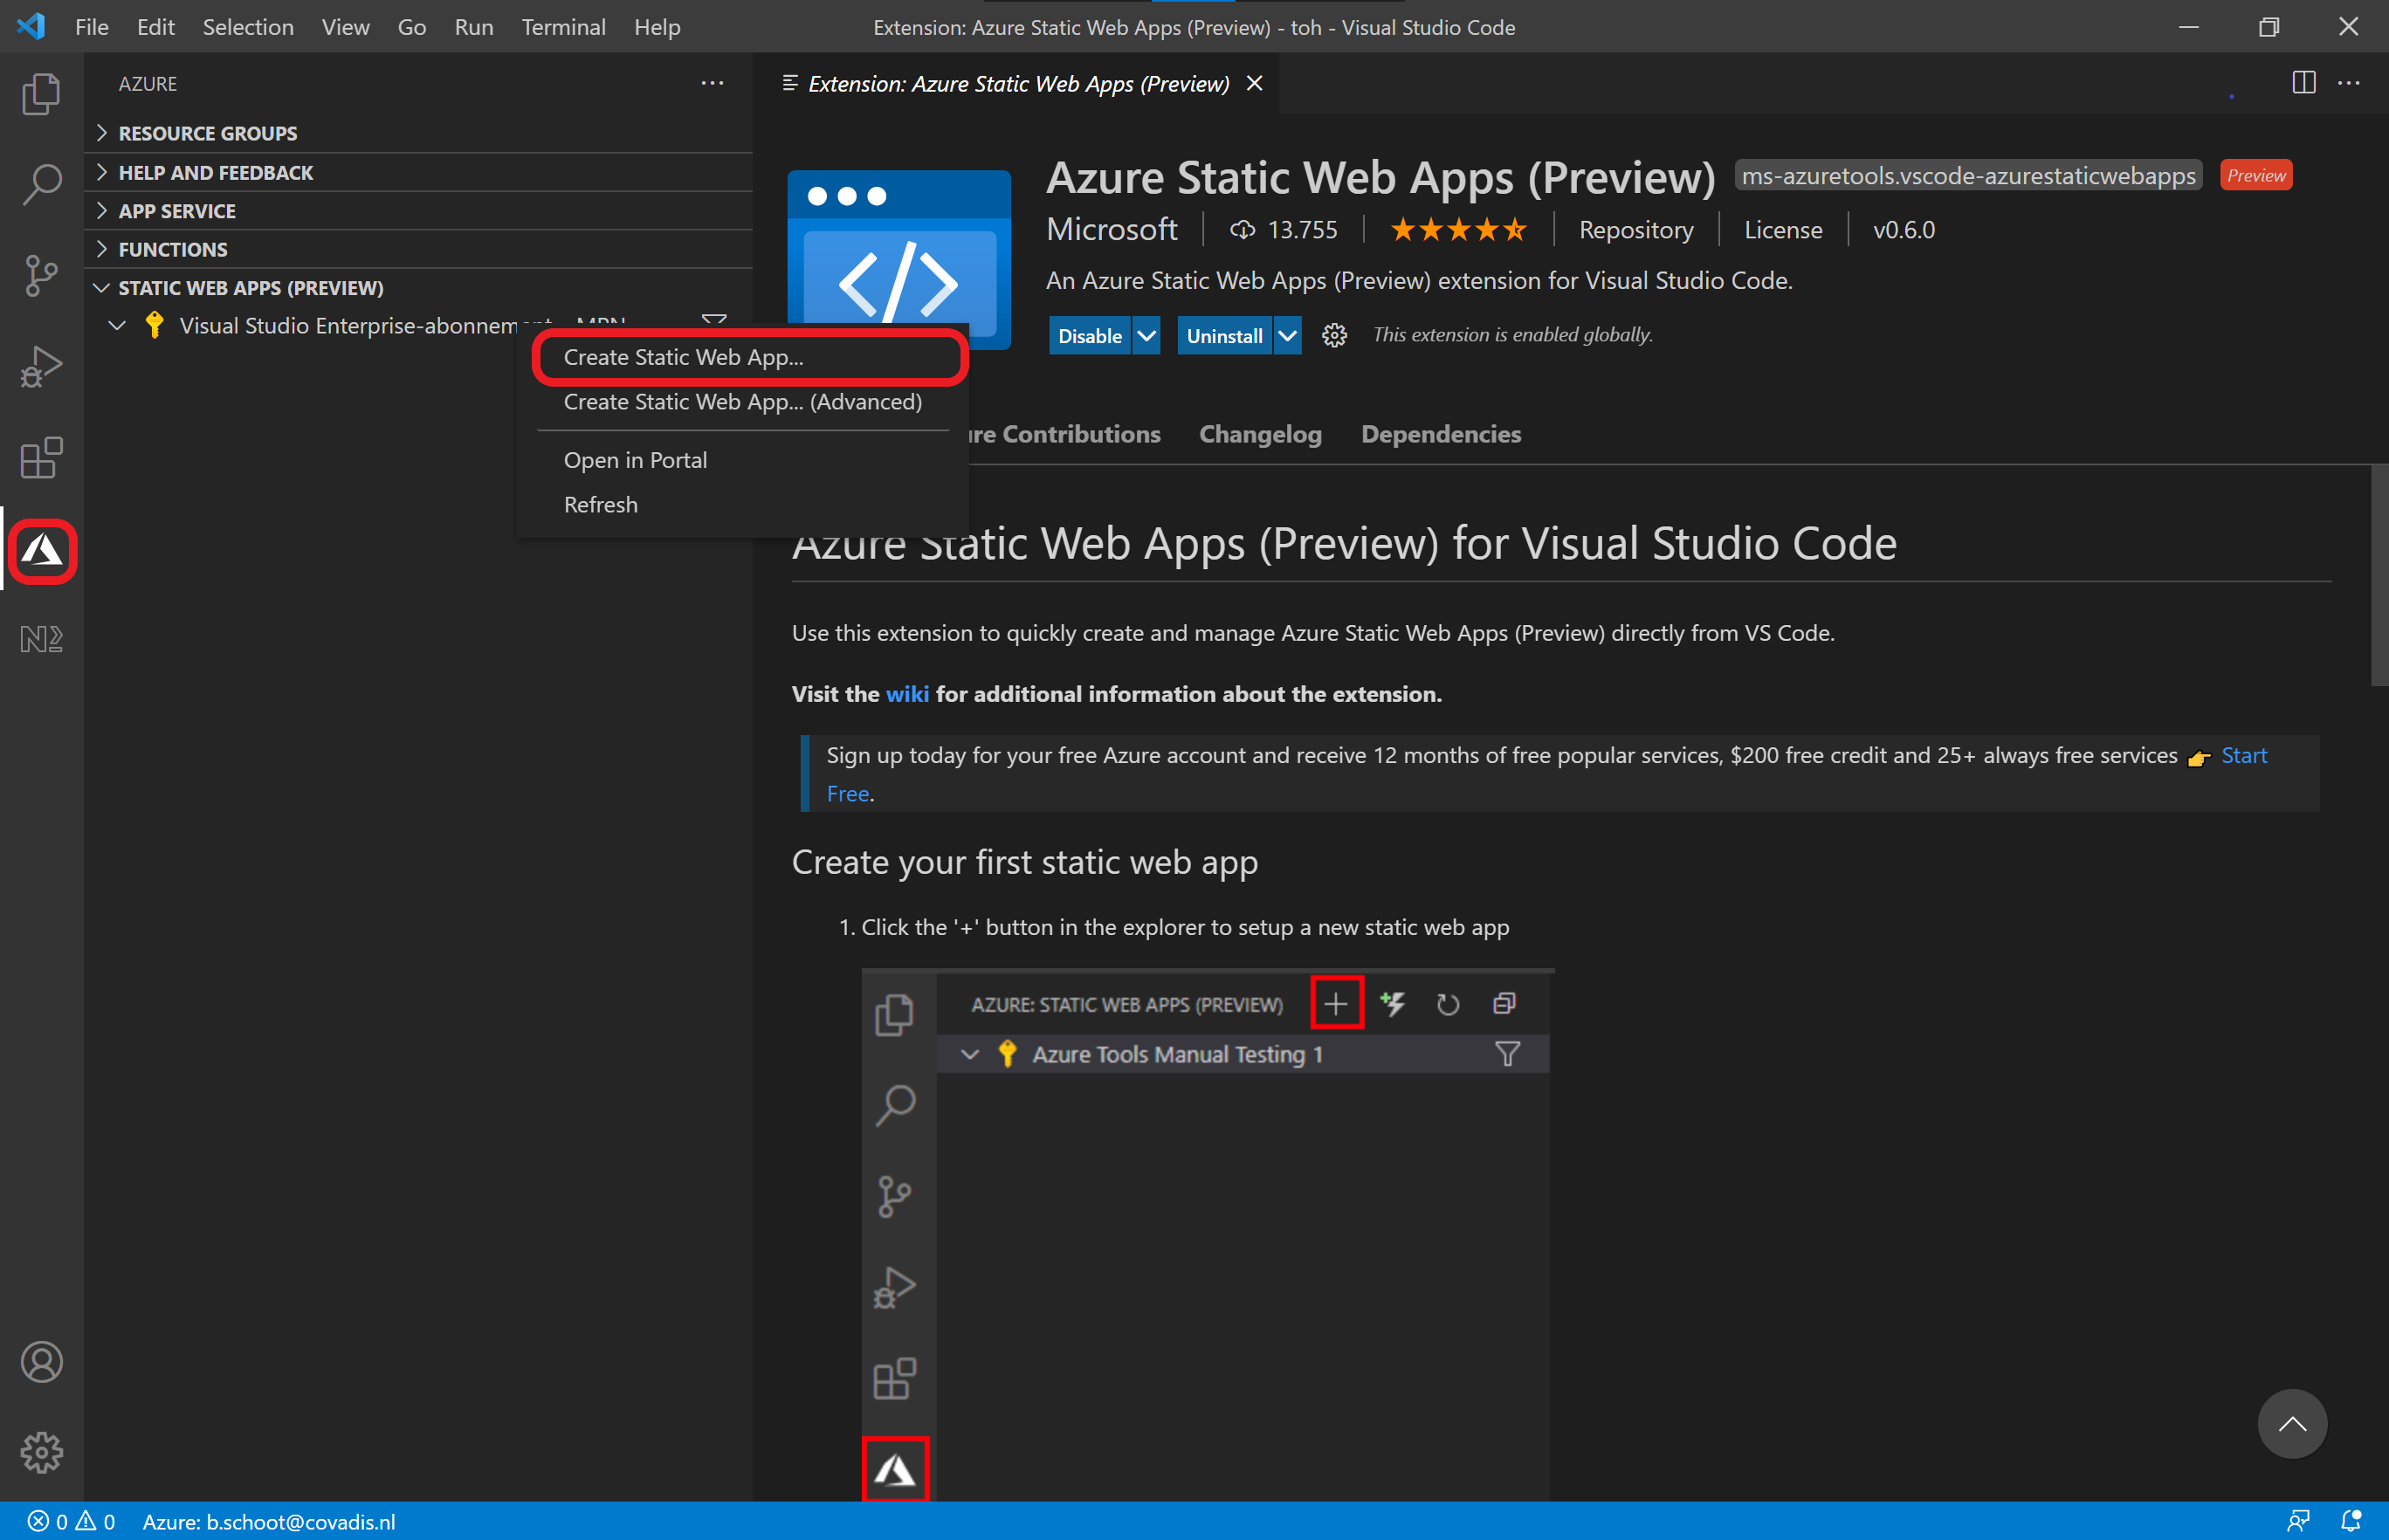 File Edit Selection View Go Run Terminal Help
Extension: Azure Static Web Apps (Preview) - toh - Visual Studio Code
AZURE
RESOURCE GROUPS
HELP AND FEEDBACK
APP SERVICE
FUNCTIONS
STATIC WEB APPS (PREVIEW)
Visual Studio Enterprise-abonnement
Create Static Web App...
Create Static Web App... (Advanced)
Open in Portal
Refresh
Extension: Azure Static Web Apps (Preview)
Azure Static Web Apps (Preview) ms-azuretools.vscode-azurestaticwebapps Preview
Microsoft 13.755 Repository License v0.6.0
An Azure Static Web Apps (Preview) extension for Visual Studio Code.
Disable Uninstall This extension is enabled globally.
Contributions Changelog Dependencies
Azure Static Web Apps (Preview) for Visual Studio Code
Use this extension to quickly create and manage Azure Static Web Apps (Preview) directly from VS Code.
Visit the wiki for additional information about the extension.
Sign up today for your free Azure account and receive 12 months of free popular services, $200 free credit and 25+ always free services 👉 Start
Free.
Create your first static web app
1. Click the '+' button in the explorer to setup a new static web app
AZURE: STATIC WEB APPS (PREVIEW)
Azure Tools Manual Testing 1
0 0 Azure: b.schoot@covadis.nl